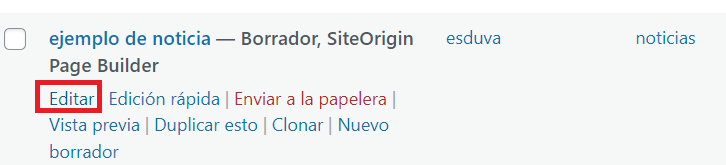 ejemplo de noticia — Borrador, SiteOrigin esduva noticias
Page Builder
Editar Edición rápida | Enviar a la papelera |
Vista previa | Duplicar esto | Clonar | Nuevo
borrador